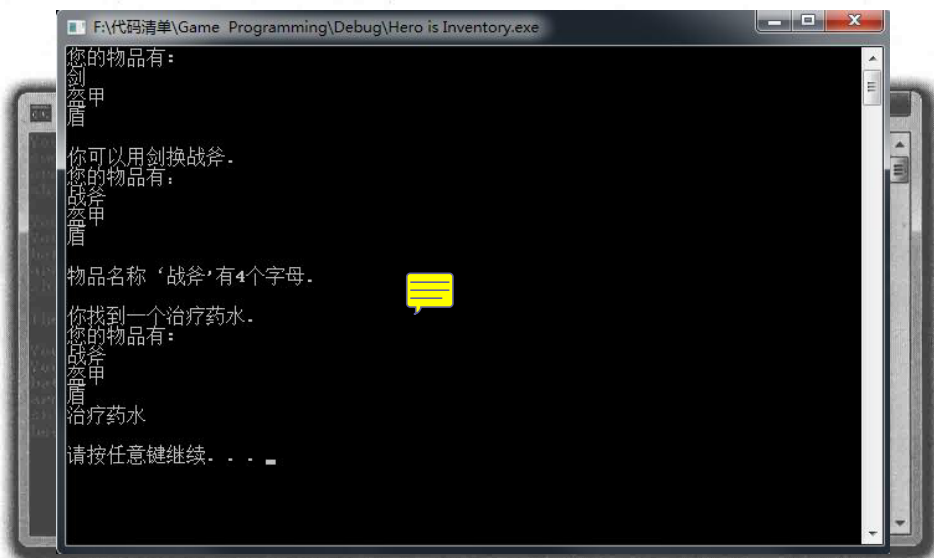 F:\代码清单\Game Programming\Debug\Hero is Inventory.exe
您的物品有:
剑
盔甲
盾
你可以用剑换战斧.
您的物品有:
战斧
盔甲
盾
物品名称‘战斧’有4个字母.
你找到一个治疗药水.
您的物品有:
战斧
盔甲
盾
治疗药水
请按任意键继续. . .